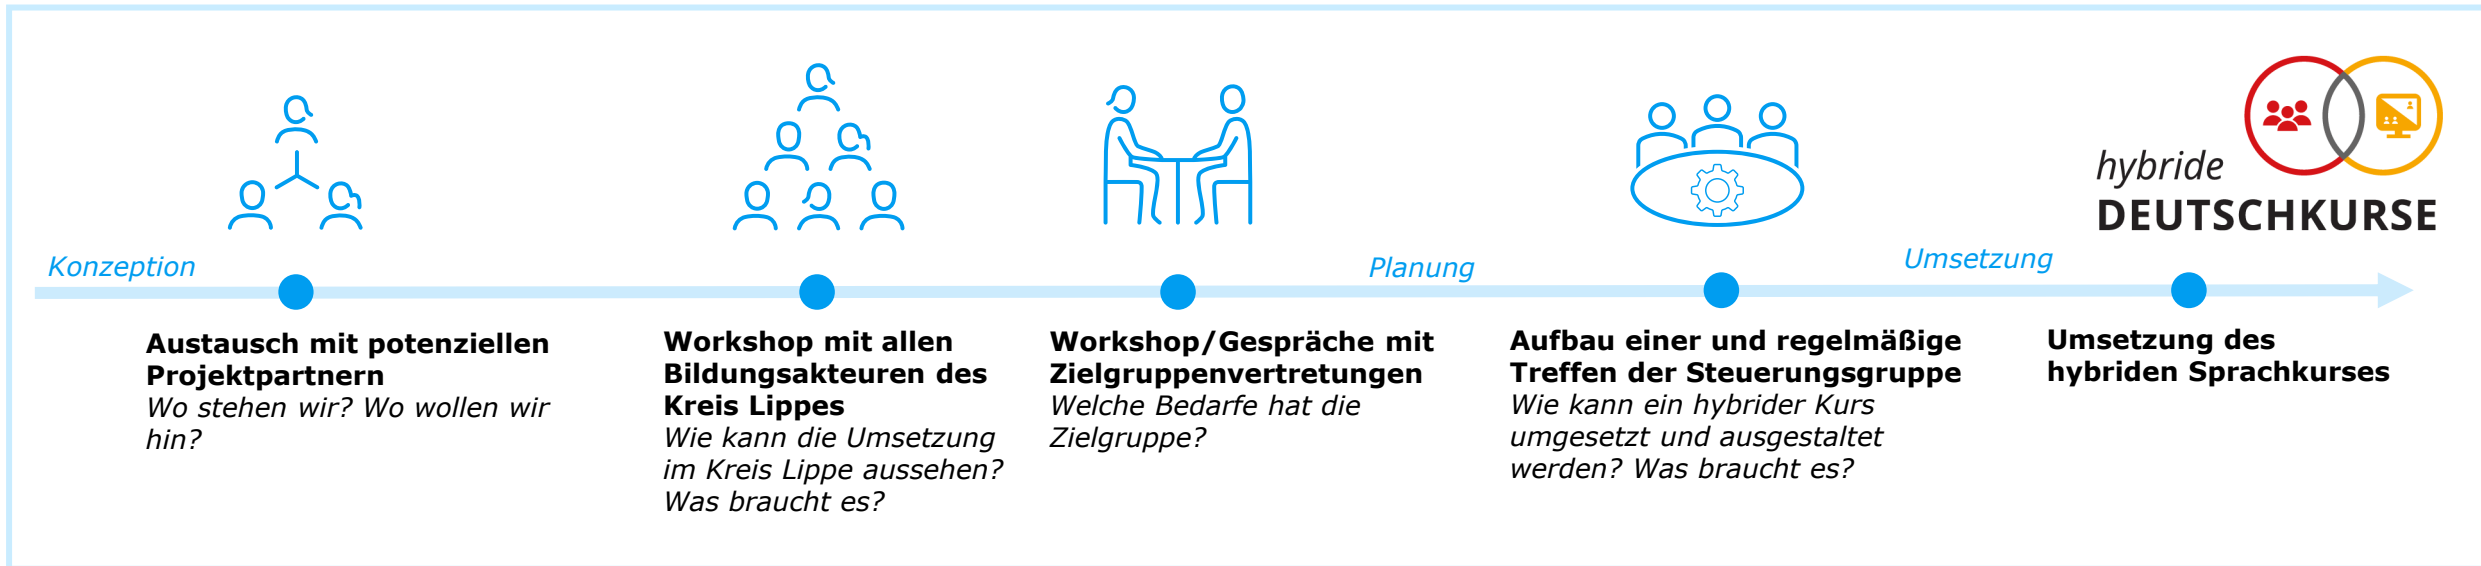 hybride
DEUTSCHKURSE
Konzeption
Planung
Umsetzung
Austausch mit potenziellen
Projektpartnern
Wo stehen wir? Wo wollen wir
hin?
Workshop mit allen
Bildungsakteuren des
Kreis Lippes
Wie kann die Umsetzung
im Kreis Lippe aussehen?
Was braucht es?
Workshop/Gespräche mit
Zielgruppenvertretungen
Welche Bedarfe hat die
Zielgruppe?
Aufbau einer und regelmäßige
Treffen der Steuerungsgruppe
Wie kann ein hybrider Kurs
umgesetzt und ausgestaltet
werden? Was braucht es?
Umsetzung des
hybriden Sprachkurses